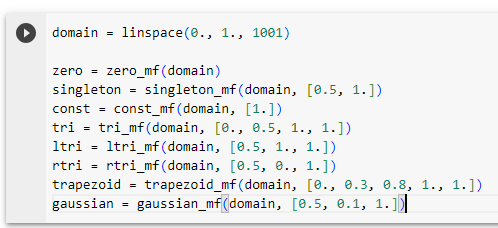 domain = linspace(0., 1., 1001)
zero = zero_mf(domain)
singleton = singleton_mf(domain, [0.5, 1.])
const = const_mf(domain, [1.])
tri = tri_mf(domain, [0., 0.5, 1., 1.])
ltri = ltri_mf(domain, [0.5, 1., 1.])
rtri = rtri_mf(domain, [0.5, 0., 1.])
trapezoid = trapezoid_mf(domain, [0., 0.3, 0.8, 1., 1.])
gaussian = gaussian_mf(domain, [0.5, 0.1, 1.])